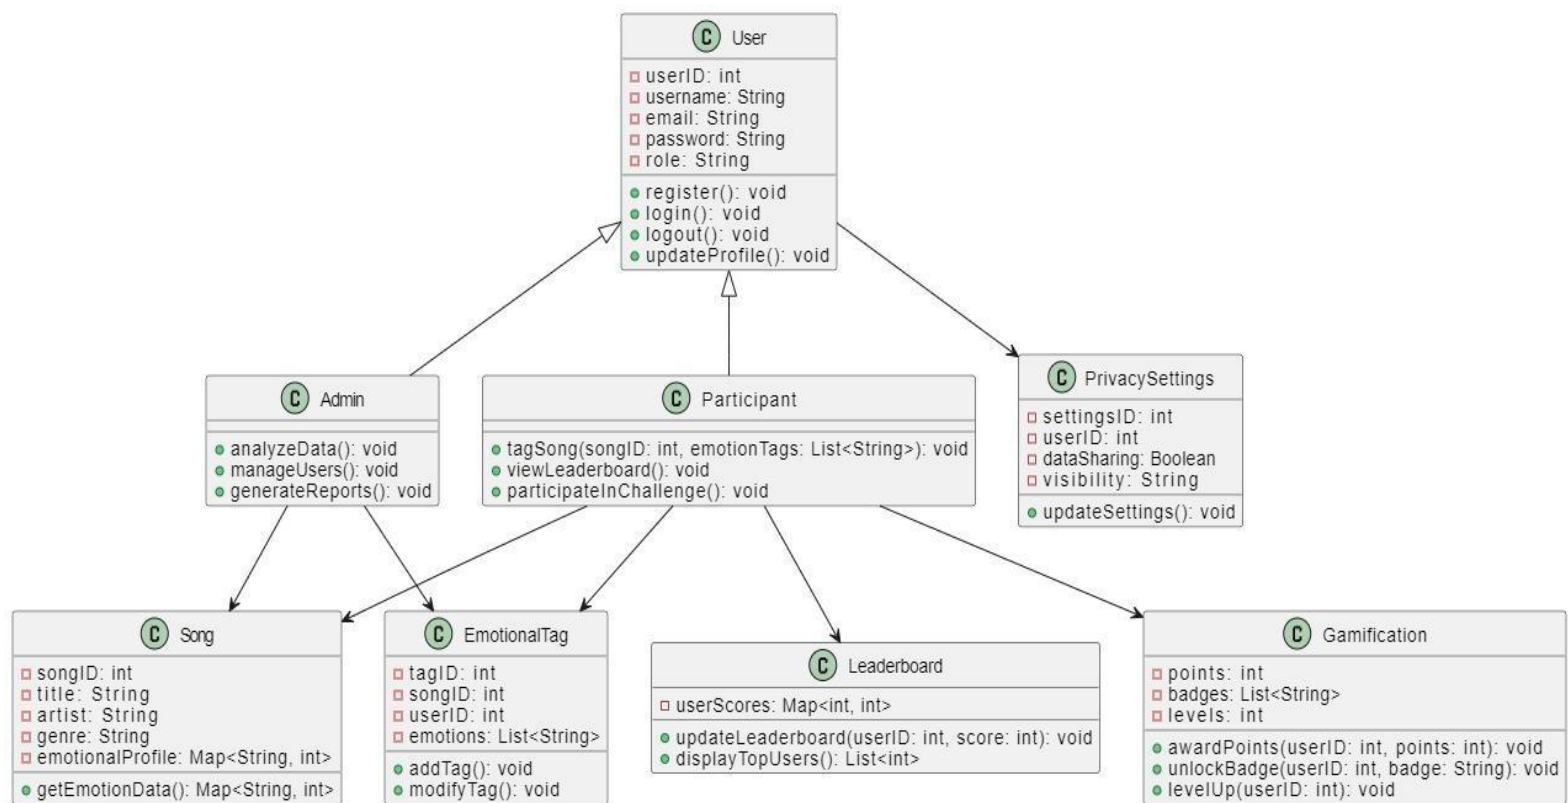 C User
userID: int
username: String
email: String
password: String
role: String
register(): void
login(): void
logout(): void
updateProfile(): void
C Admin
analyzeData(): void
manageUsers(): void
generateReports(): void
C Participant
tagSong(songID: int, emotionTags: List<String>): void
viewLeaderboard(): void
participateInChallenge(): void
C PrivacySettings
settingsID: int
userID: int
dataSharing: Boolean
visibility: String
updateSettings(): void
C Song
songID: int
title: String
artist: String
genre: String
emotionalProfile: Map<String, int>
getEmotionData(): Map<String, int>
C EmotionalTag
tagID: int
songID: int
userID: int
emotions: List<String>
addTag(): void
modifyTag(): void
C Leaderboard
userScores: Map<int, int>
updateLeaderboard(userID: int, score: int): void
displayTopUsers(): List<int>
C Gamification
points: int
badges: List<String>
levels: int
awardPoints(userID: int, points: int): void
unlockBadge(userID: int, badge: String): void
levelUp(userID: int): void